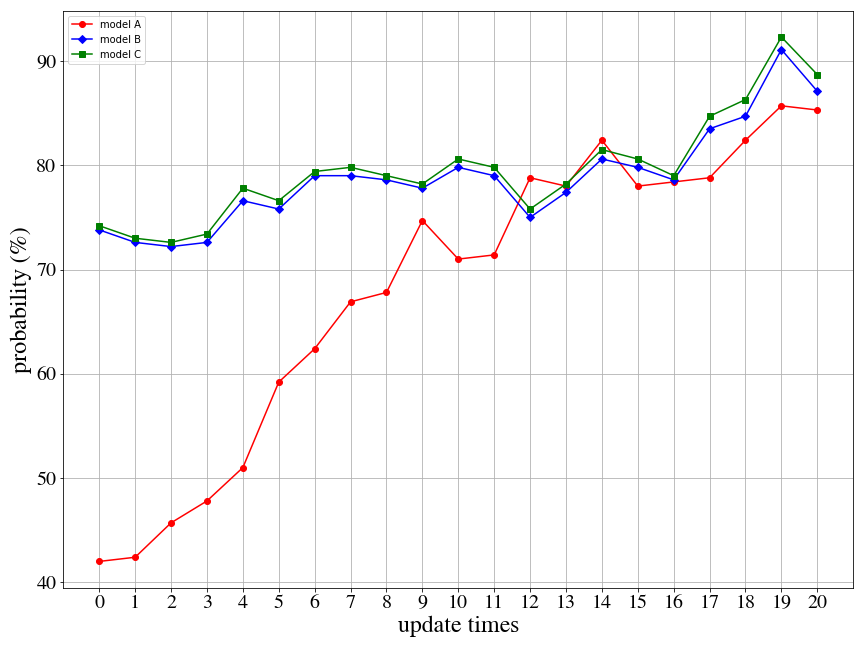 model A
model B
model C
90
80
70
60
50
40
probability (%)
0 1 2 3 4 5 6 7 8 9 10 11 12 13 14 15 16 17 18 19 20
update times